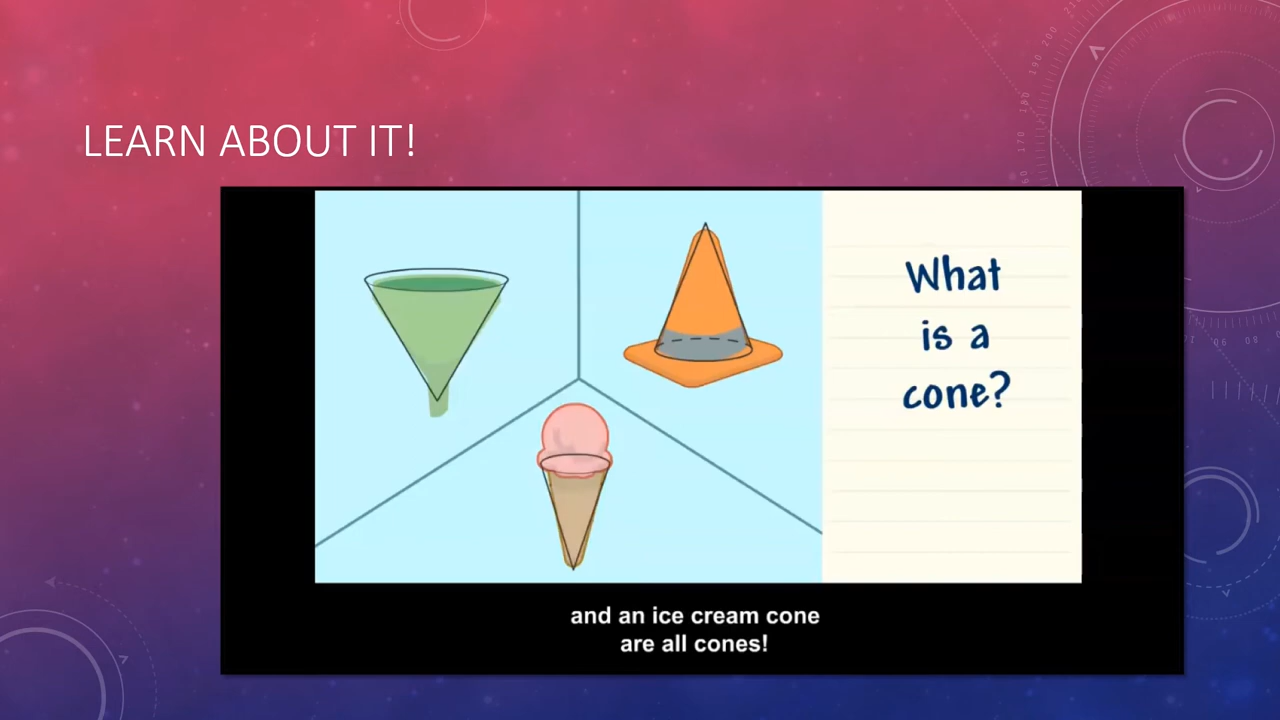 LEARN ABOUT IT!
What
is a
cone?
and an ice cream cone
are all cones!